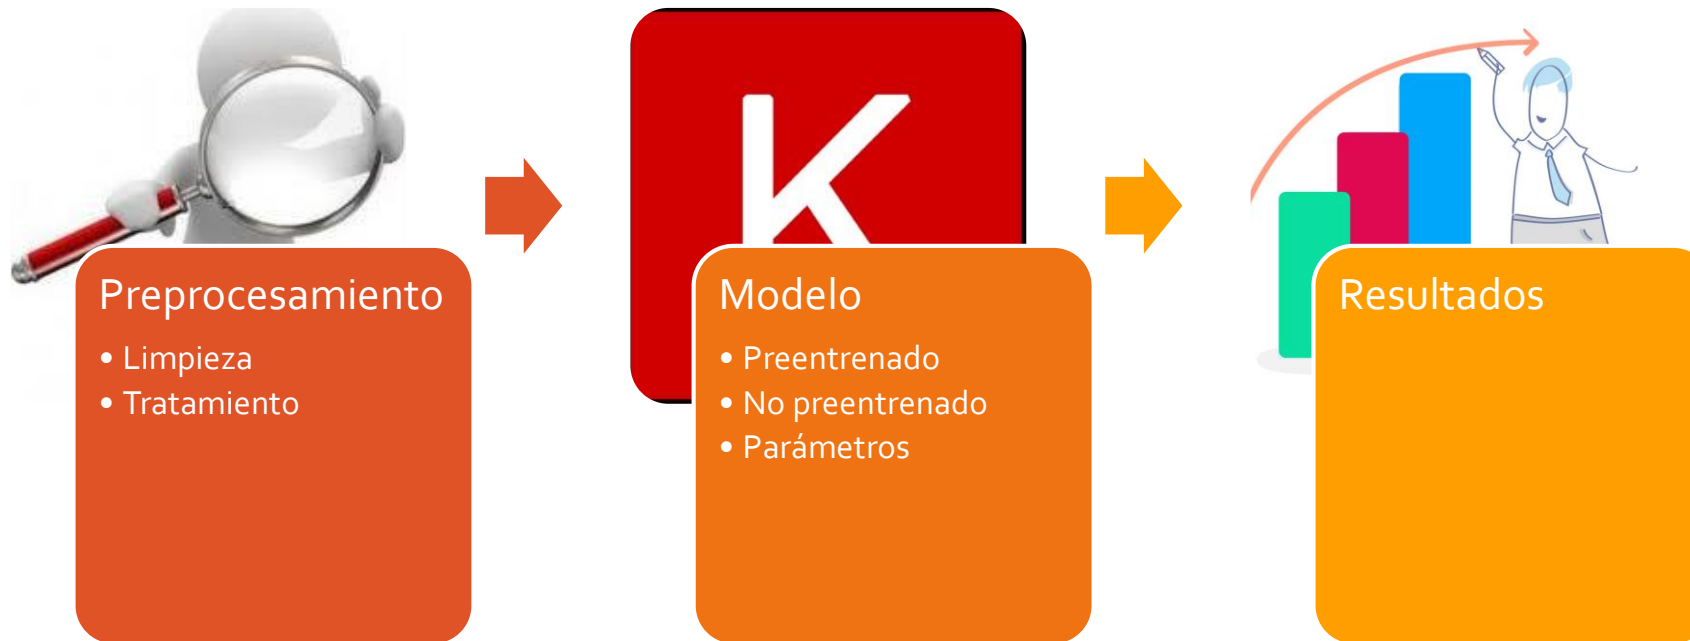 K
Preprocesamiento
• Limpieza
• Tratamiento
Modelo
• Preentrenado
• No preentrenado
• Parámetros
Resultados